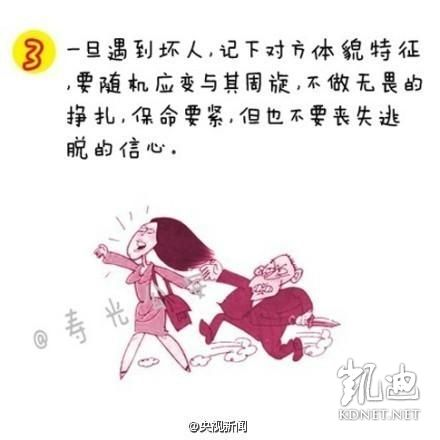 3
一旦遇到坏人,记下对方体貌特征
,要随机应变与其周旋,不做无畏的
挣扎,保命要紧,但也不要丧失逃
脱的信心。
@寿光
凯迪
KDNET.NET
@央视新闻